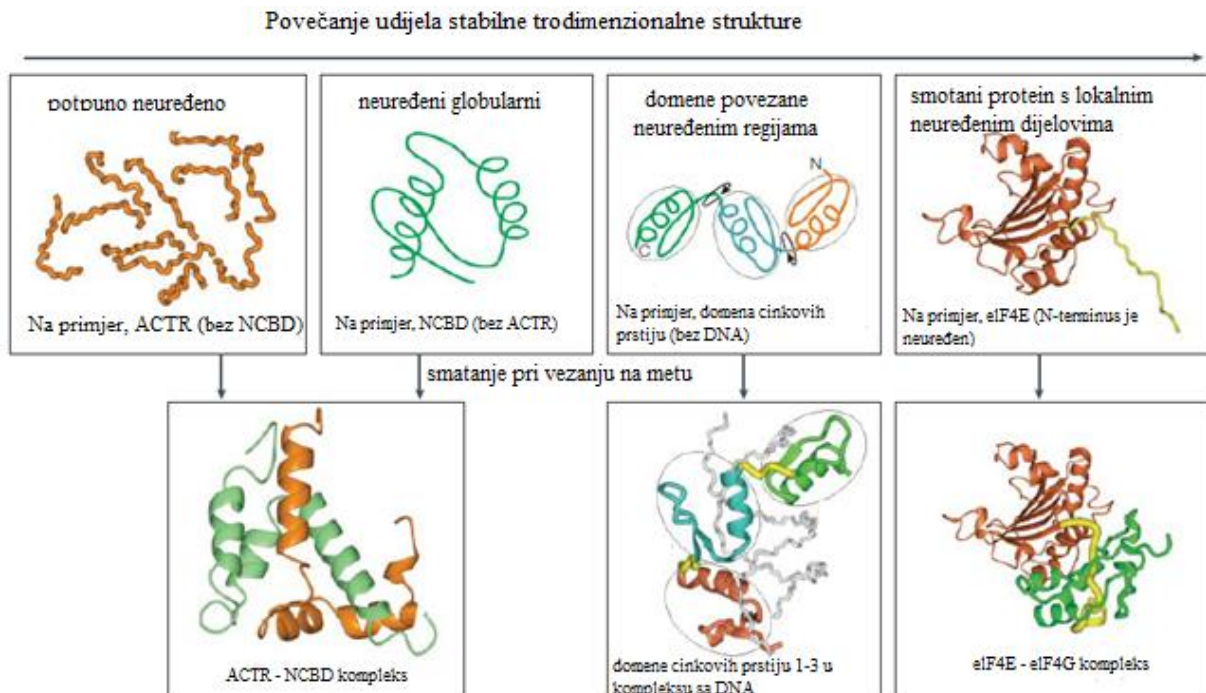 Povečanje udijela stabilne trodimenzionalne strukture
potpuno neuređeno
neuređeni globularni
domene povezane
neuređenim regijama
smotani protein s lokalnim
neuređenim dijelovima
N
C
Na primjer, ACTR (bez NCBD)
Na primjer, NCBD (bez ACTR)
Na primjer, domena cinkovih
prstiju (bez DNA)
Na primjer, eIF4E (N-terminus je
neuređen)
smatanje pri vezanju na metu
ACTR - NCBD kompleks
domene cinkovih prstiju 1-3 u
kompleksu sa DNA
eIF4E - eIF4G kompleks